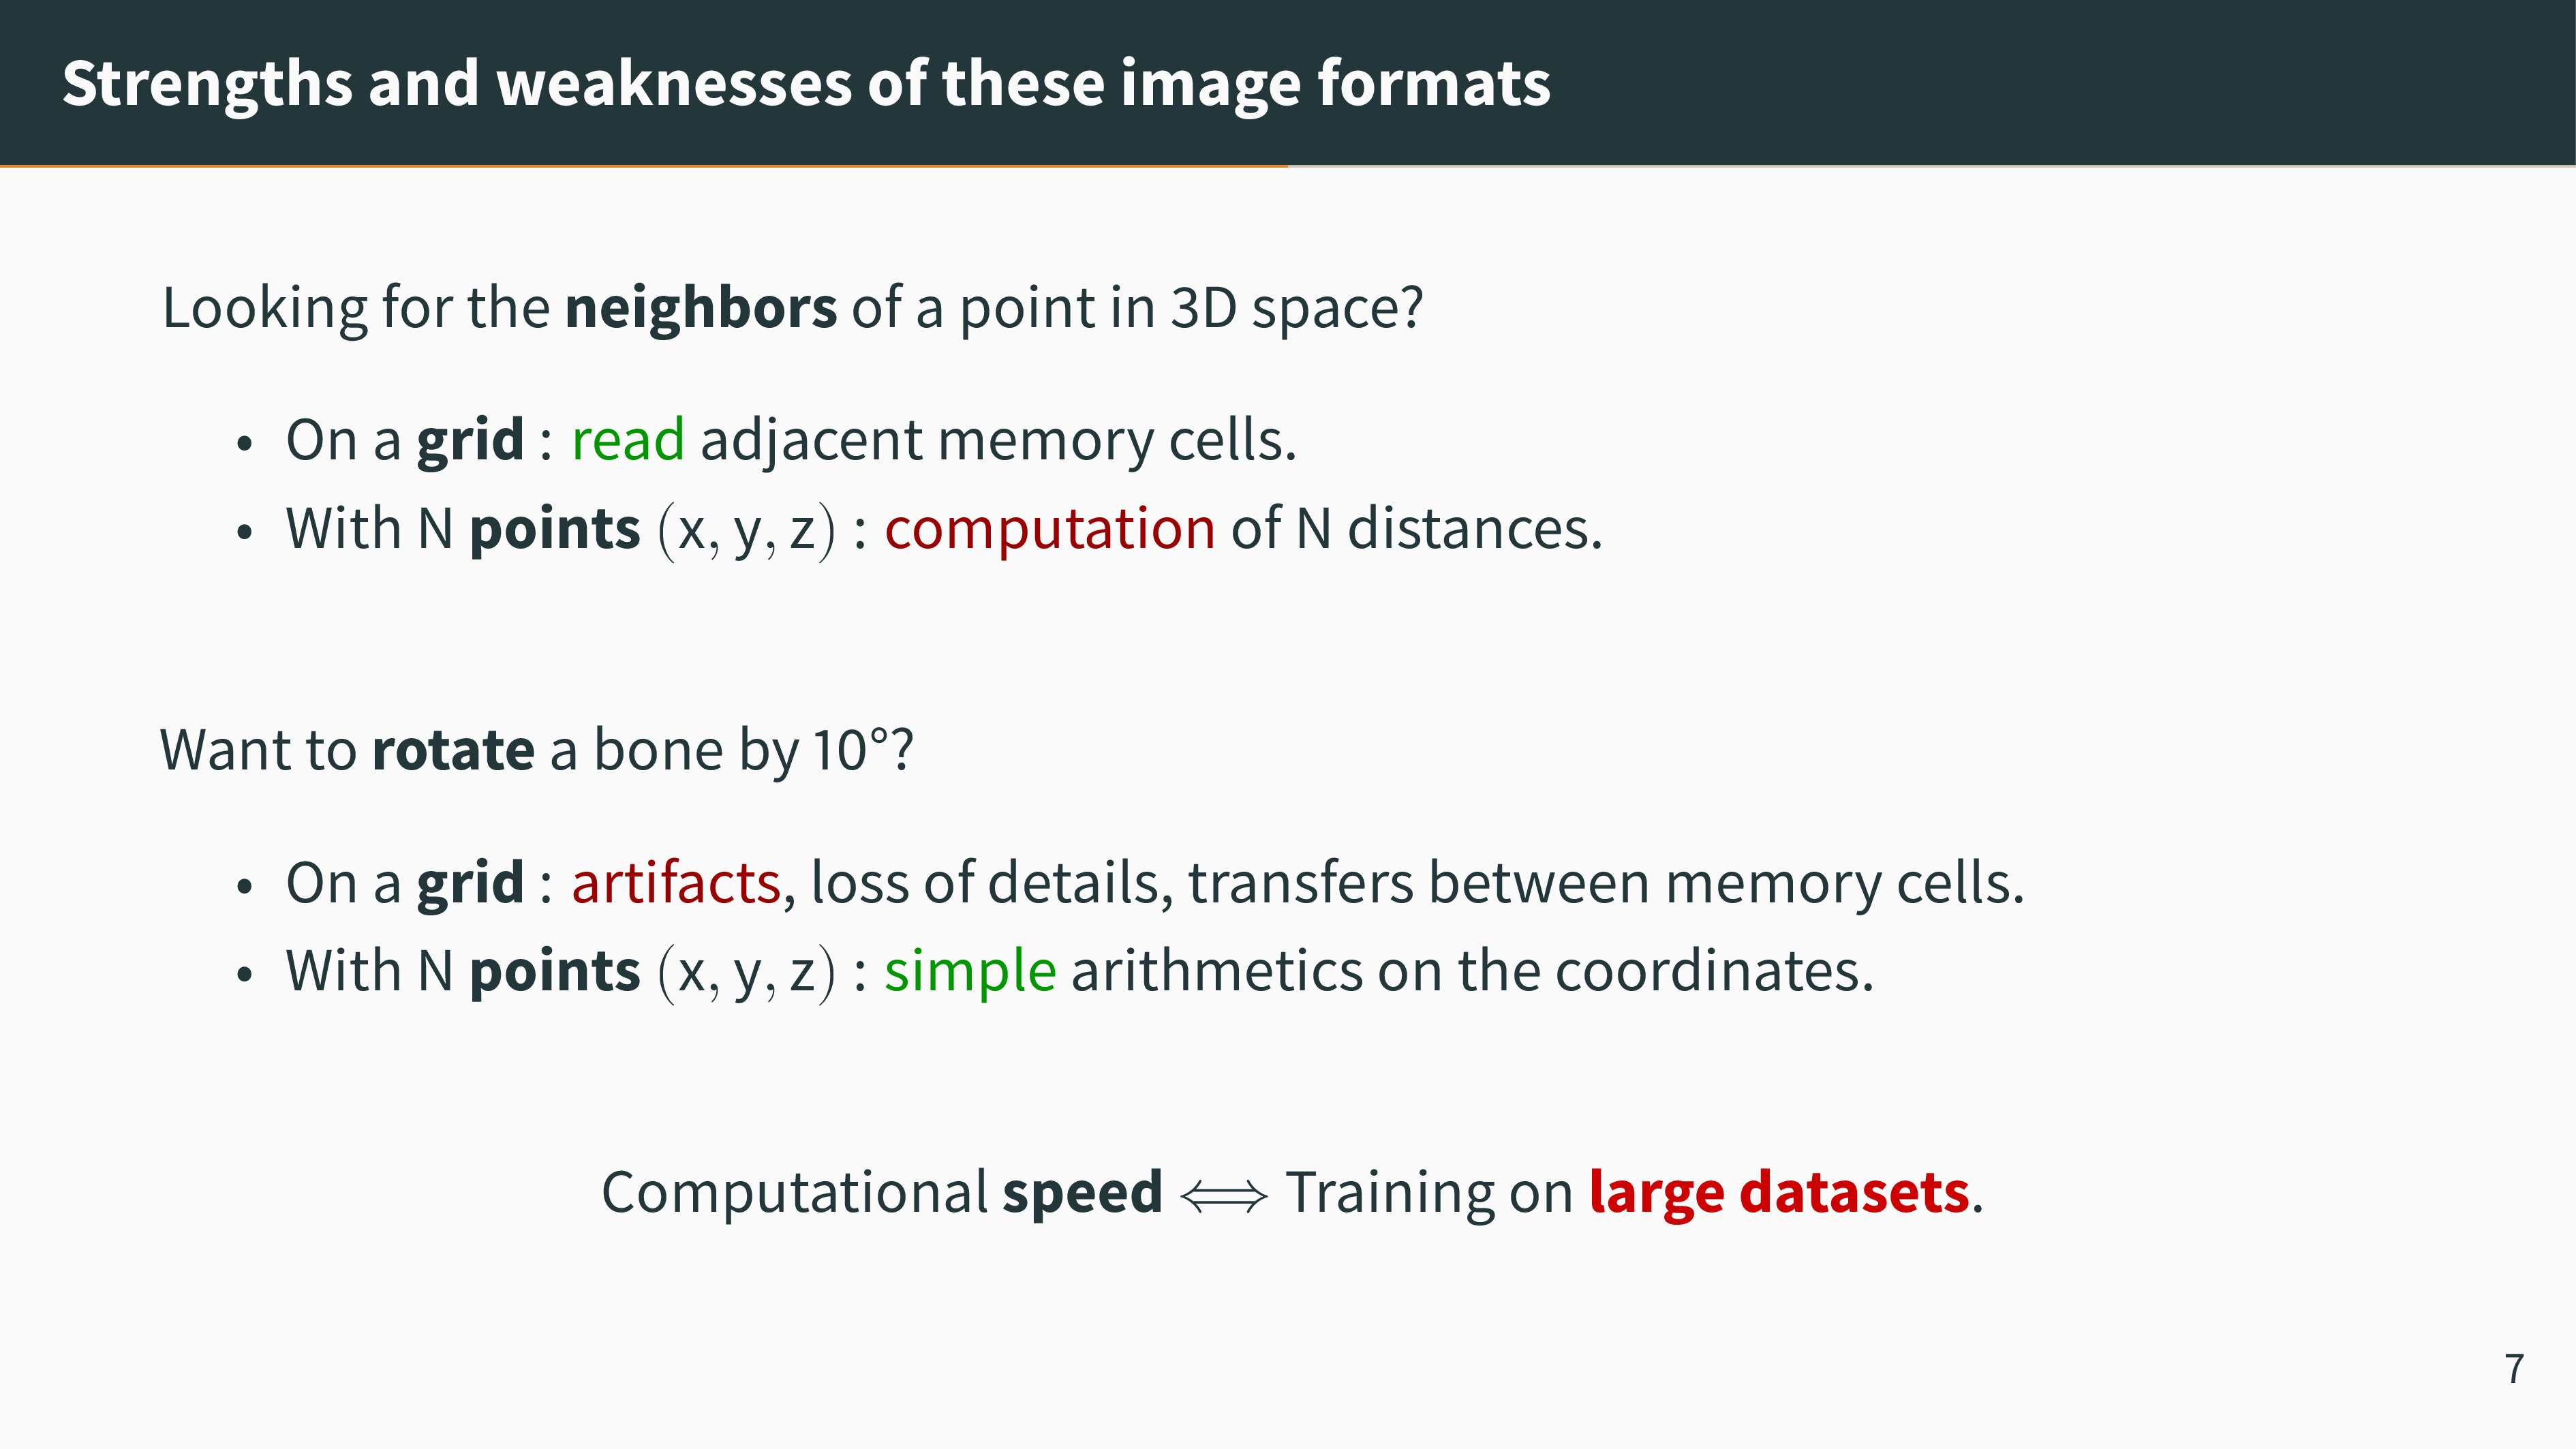 Strengths and weaknesses of these image formats
Looking for the neighbors of a point in 3D space?
• On a grid : read adjacent memory cells.
• With N points (x, y, z) : computation of N distances.
Want to rotate a bone by 10°?
• On a grid : artifacts, loss of details, transfers between memory cells.
• With N points (x, y, z) : simple arithmetics on the coordinates.
Computational speed ⟺ Training on large datasets.
7